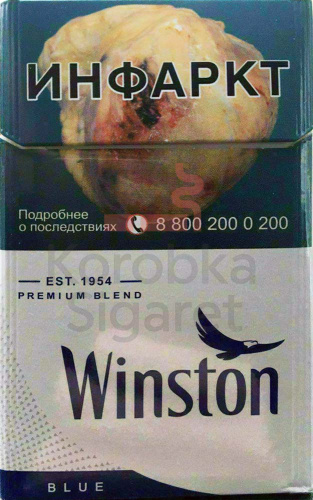 ИНФАРКТ
Подробнее
о последствиях 8 800 200 0 200
Korobka
Sigaret
EST. 1954
PREMIUM BLEND
Winston
BLUE